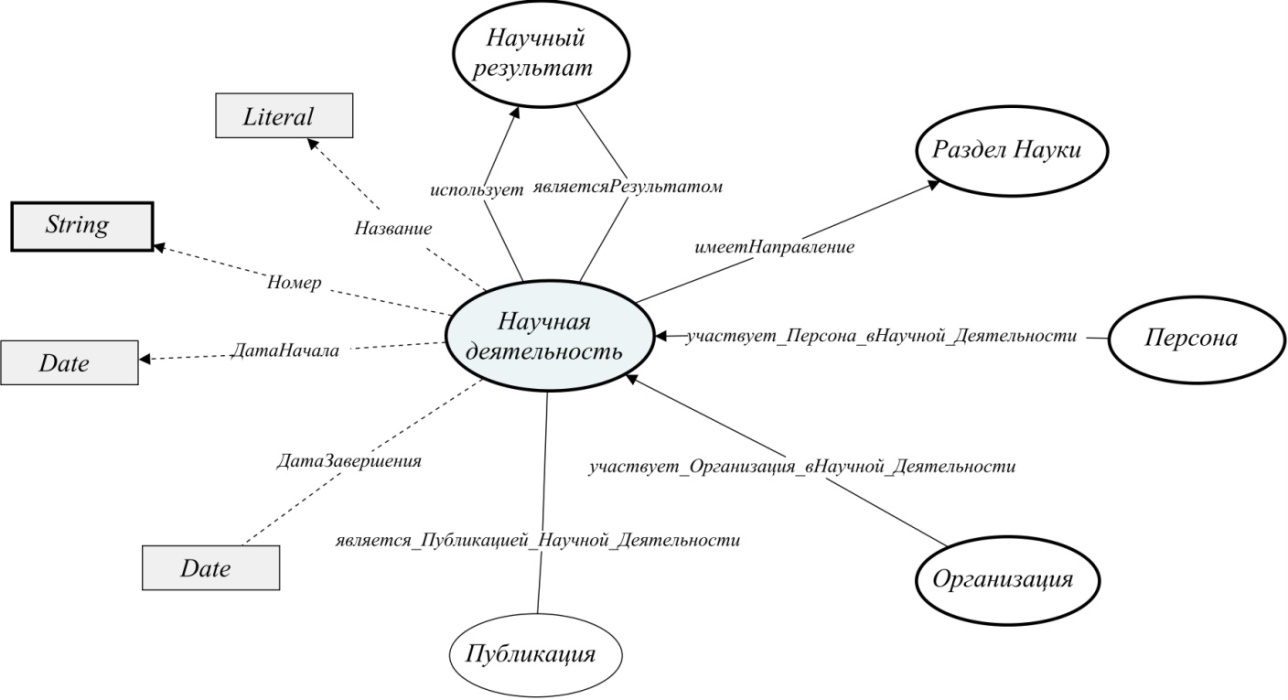 Научный
результат
Literal
Раздел Науки
использует
являетсяРезультатом
String
Название
имеетНаправление
Номер
Научная
деятельность
участвует_Персона_вНаучной_Деятельности
Персона
Date
ДатаНачала
ДатаЗавершения
участвует_Организация_вНаучной_Деятельности
является_Публикацией_Научной_Деятельности
Date
Организация
Публикация